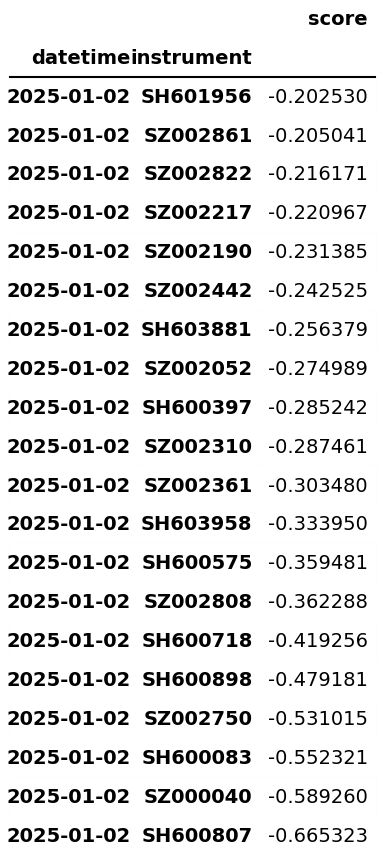 score
datetime instrument
2025-01-02 SH601956 -0.202530
2025-01-02 SZ002861 -0.205041
2025-01-02 SZ002822 -0.216171
2025-01-02 SZ002217 -0.220967
2025-01-02 SZ002190 -0.231385
2025-01-02 SZ002442 -0.242525
2025-01-02 SH603881 -0.256379
2025-01-02 SZ002052 -0.274989
2025-01-02 SH600397 -0.285242
2025-01-02 SZ002310 -0.287461
2025-01-02 SZ002361 -0.303480
2025-01-02 SH603958 -0.333950
2025-01-02 SH600575 -0.359481
2025-01-02 SZ002808 -0.362288
2025-01-02 SH600718 -0.419256
2025-01-02 SH600898 -0.479181
2025-01-02 SZ002750 -0.531015
2025-01-02 SH600083 -0.552321
2025-01-02 SZ000040 -0.589260
2025-01-02 SH600807 -0.665323